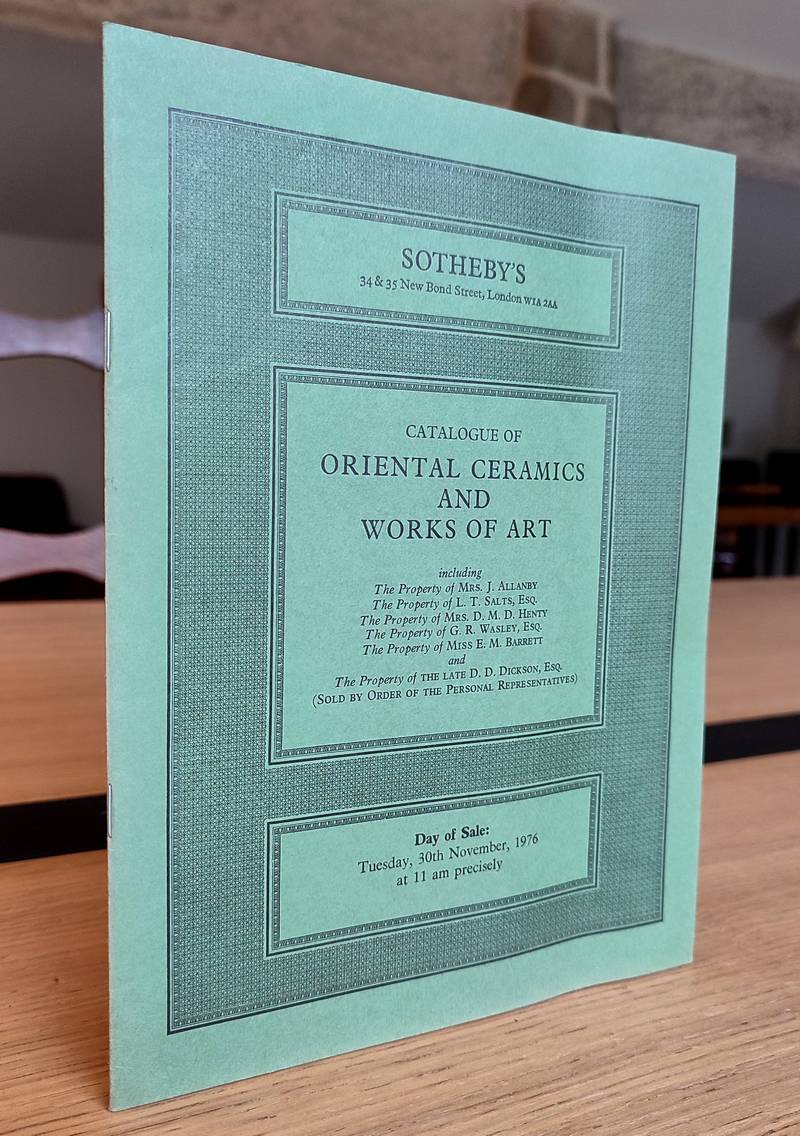 SOTHEBY'S
34 & 35 New Bond Street, London W1A 2AA
CATALOGUE OF
ORIENTAL CERAMICS
AND
WORKS OF ART
including
The Property of MRS. J. ALLANBY
The Property of L. T. SALTS, ESQ.
The Property of MRS. D. M. D. HENTY
The Property of G. R. WASLEY, ESQ.
The Property of MISS E. M. BARRETT
and
The Property of THE LATE D. D. DICKSON, ESQ.
(SOLD BY ORDER OF THE PERSONAL REPRESENTATIVES)
Day of Sale:
Tuesday, 30th November, 1976
at 11 am precisely